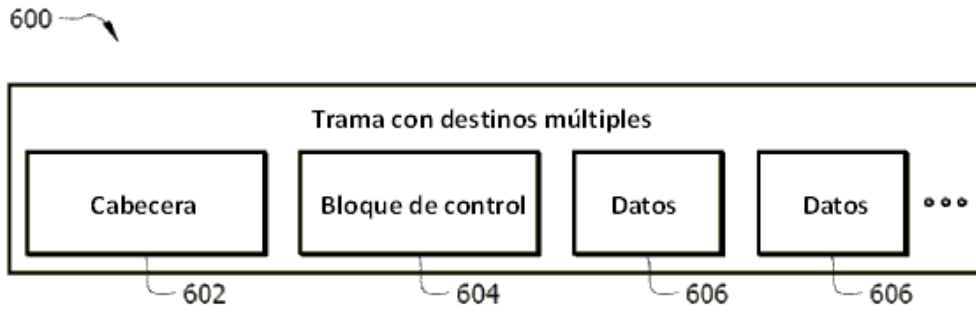 600
Trama con destinos múltiples
Cabecera
Bloque de control
Datos
Datos
602
604
606
606